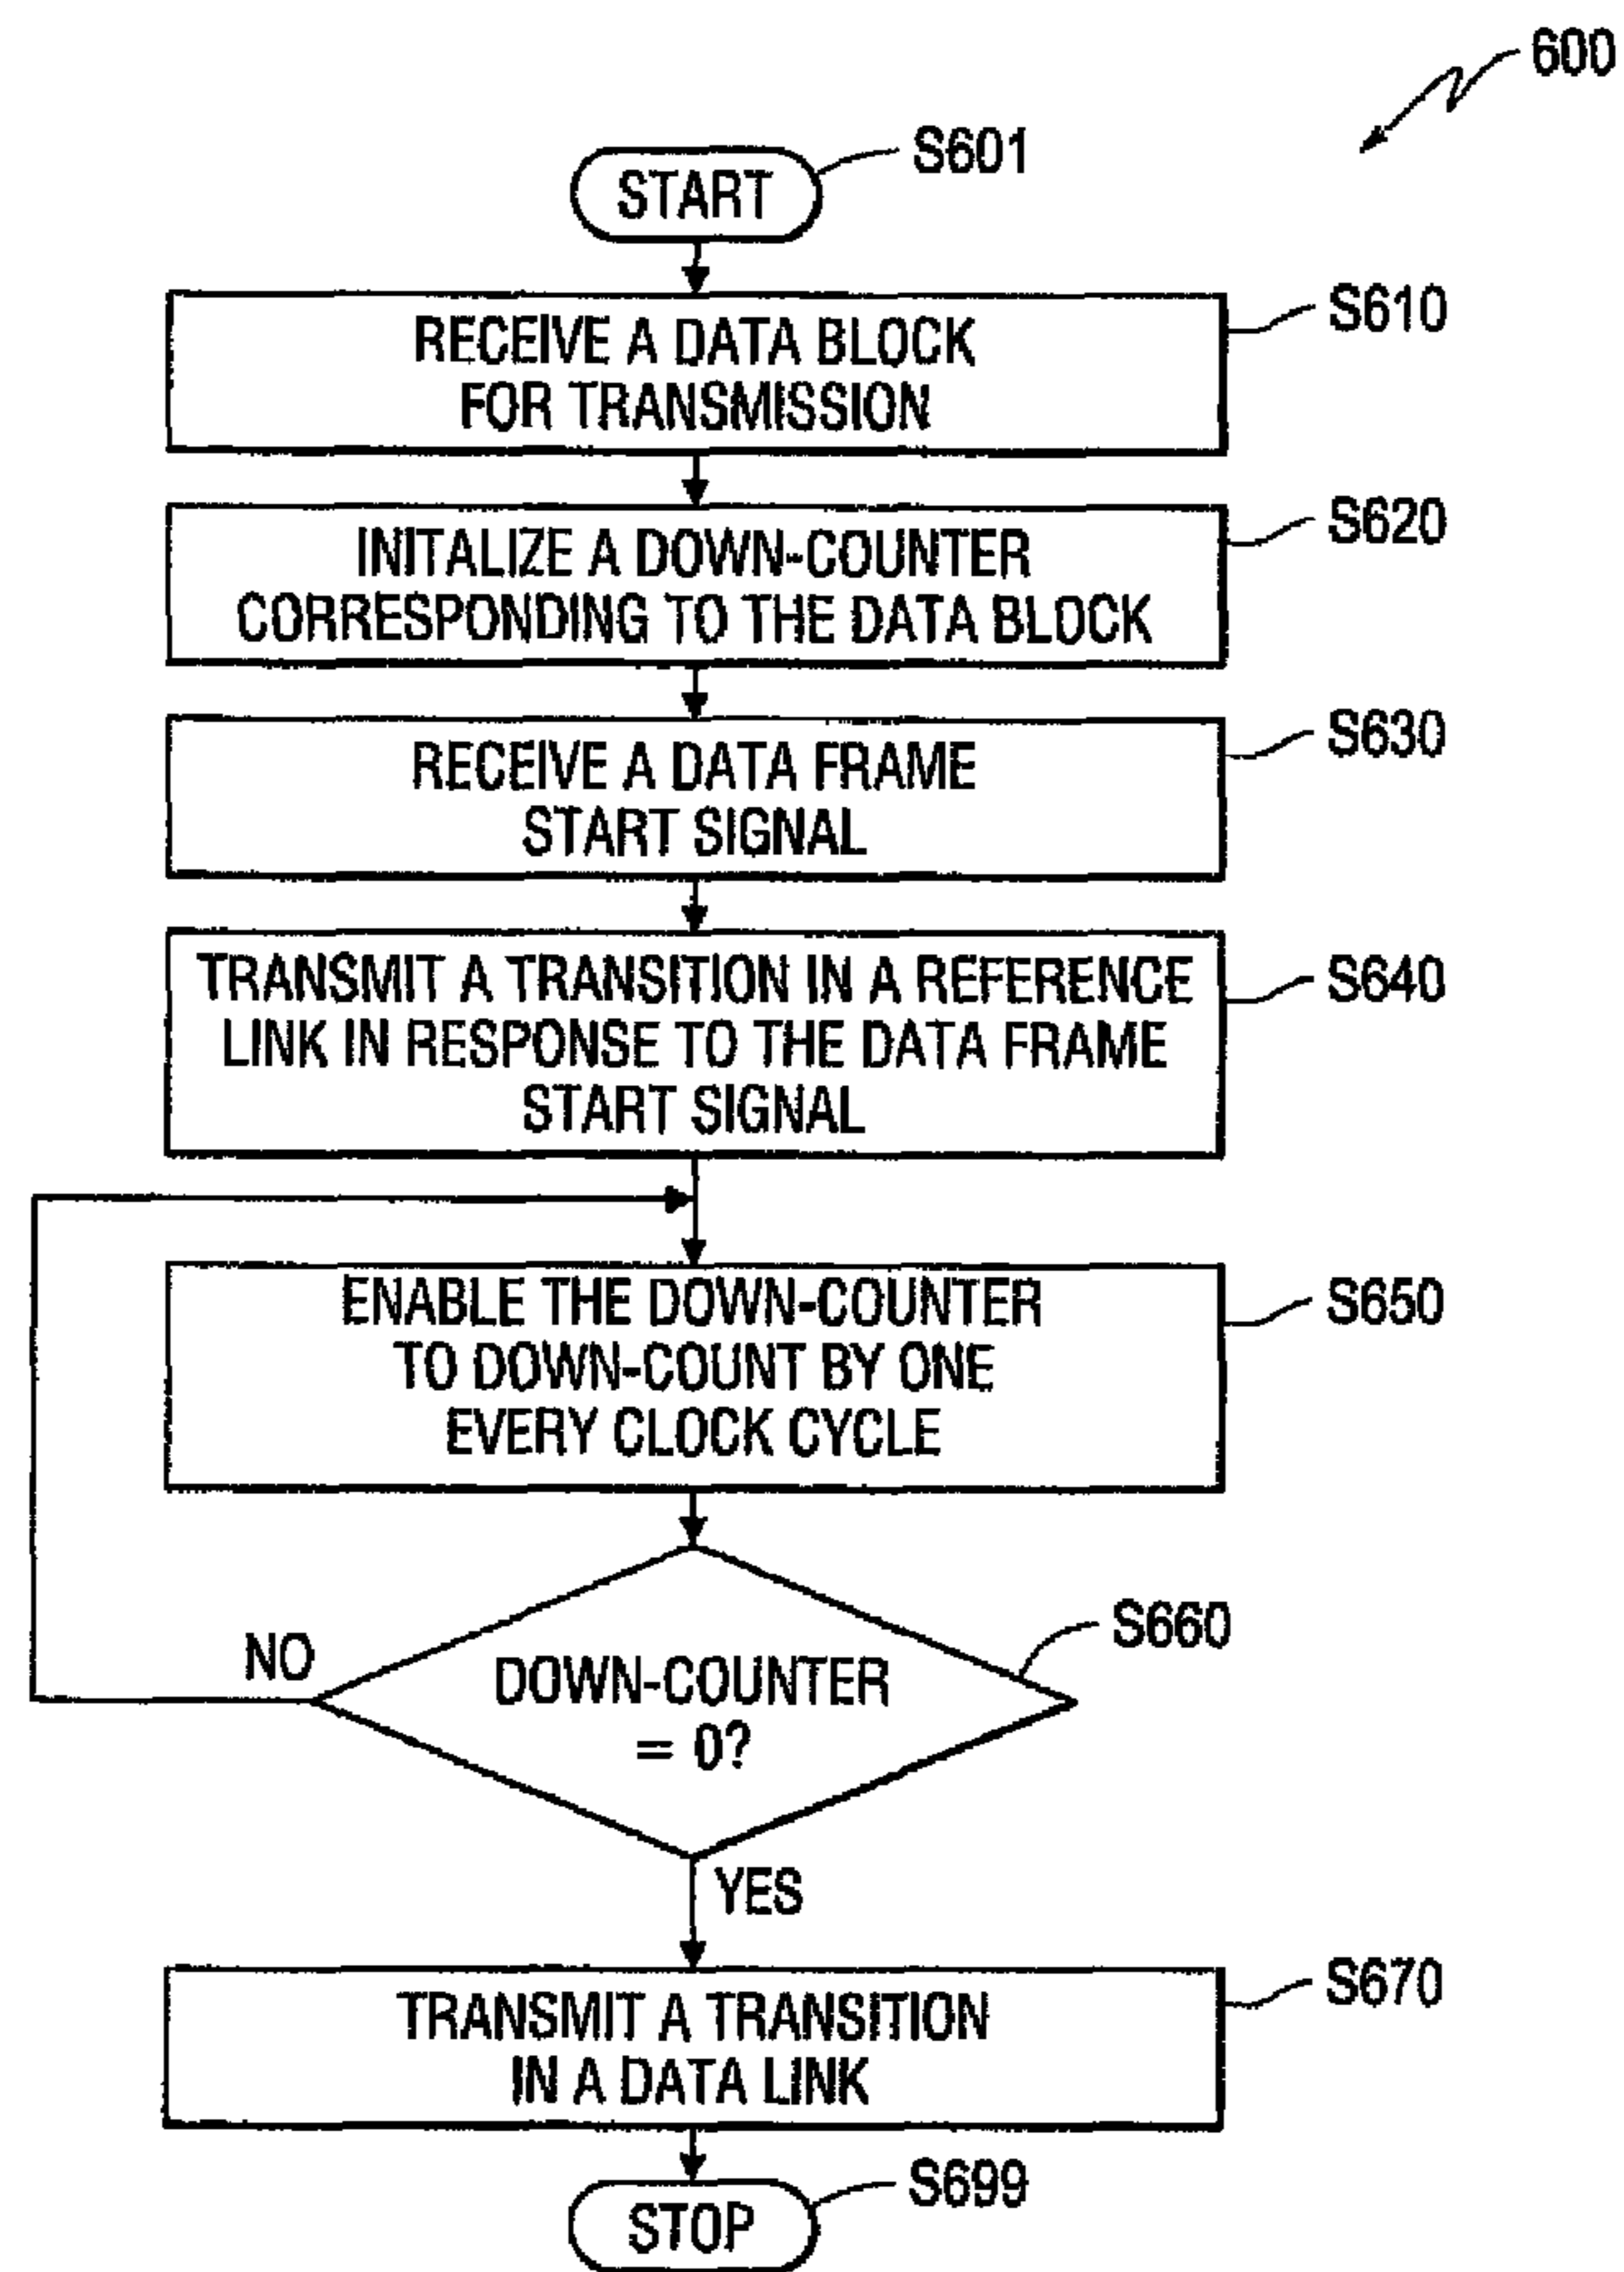 600
START
S601
RECEIVE A DATA BLOCK
FOR TRANSMISSION
S610
INITALIZE A DOWN-COUNTER
CORRESPONDING TO THE DATA BLOCK
S620
RECEIVE A DATA FRAME
START SIGNAL
S630
TRANSMIT A TRANSITION IN A REFERENCE
LINK IN RESPONSE TO THE DATA FRAME
START SIGNAL
S640
ENABLE THE DOWN-COUNTER
TO DOWN-COUNT BY ONE
EVERY CLOCK CYCLE
S650
DOWN-COUNTER
= 0?
S660
NO
YES
TRANSMIT A TRANSITION
IN A DATA LINK
S670
STOP
S699